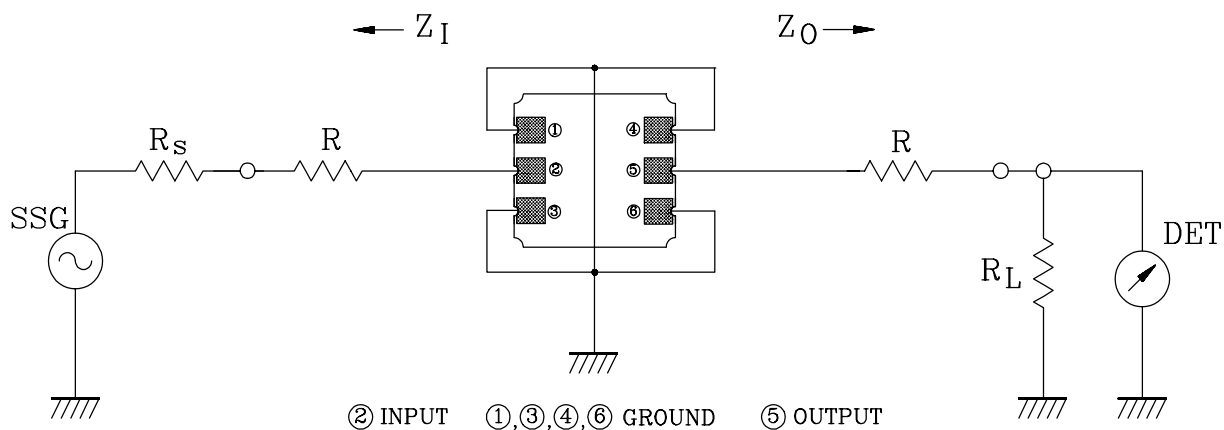 Z_I Z_O
① ④
R_s R R
② ⑤
③ ⑥
SSG DET
R_L
② INPUT ①,③,④,⑥ GROUND ⑤ OUTPUT